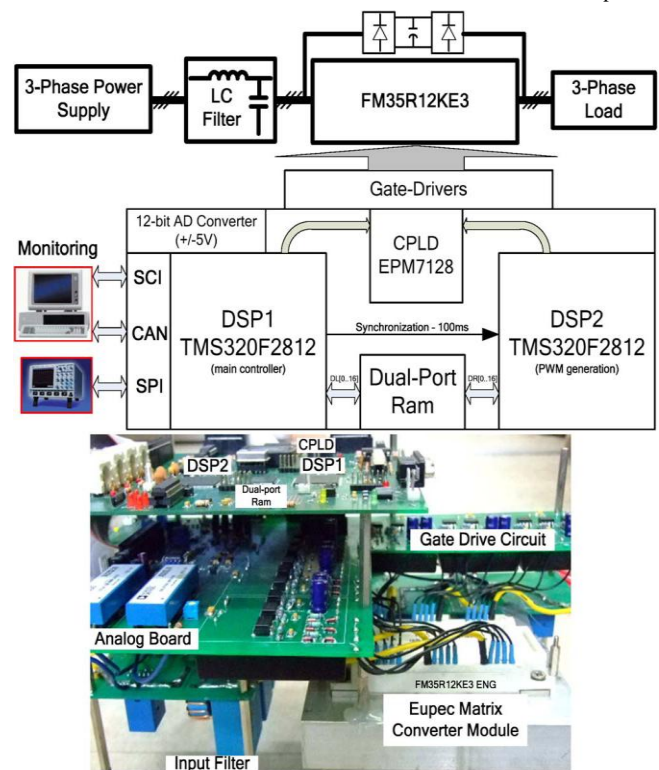 3-Phase Power
Supply
LC
Filter
FM35R12KE3
3-Phase
Load
Gate-Drivers
12-bit AD Converter
(+/-5V)
CPLD
EPM7128
Monitoring
SCI
CAN
SPI
DSP1
TMS320F2812
(main controller)
Synchronization - 100ms
DSP2
TMS320F2812
(PWM generation)
DL[0..16]
Dual-Port
Ram
DR[0..16]
CPLD
DSP2
DSP1
Dual-port
Ram
Gate Drive Circuit
Analog Board
FM35R12KE3 ENG
Eupec Matrix
Converter Module
Input Filter